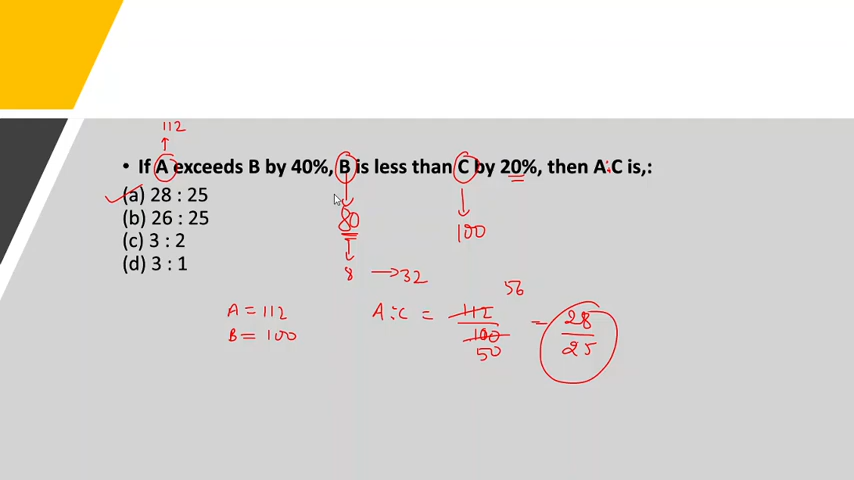 112
• If A exceeds B by 40%, B is less than C by 20%, then A:C is,:
(a) 28 : 25
(b) 26 : 25
80
(c) 3 : 2
100
(d) 3 : 1
8 → 32
56
A = 112
A:C = 112 = 28
B = 100
100 25
50